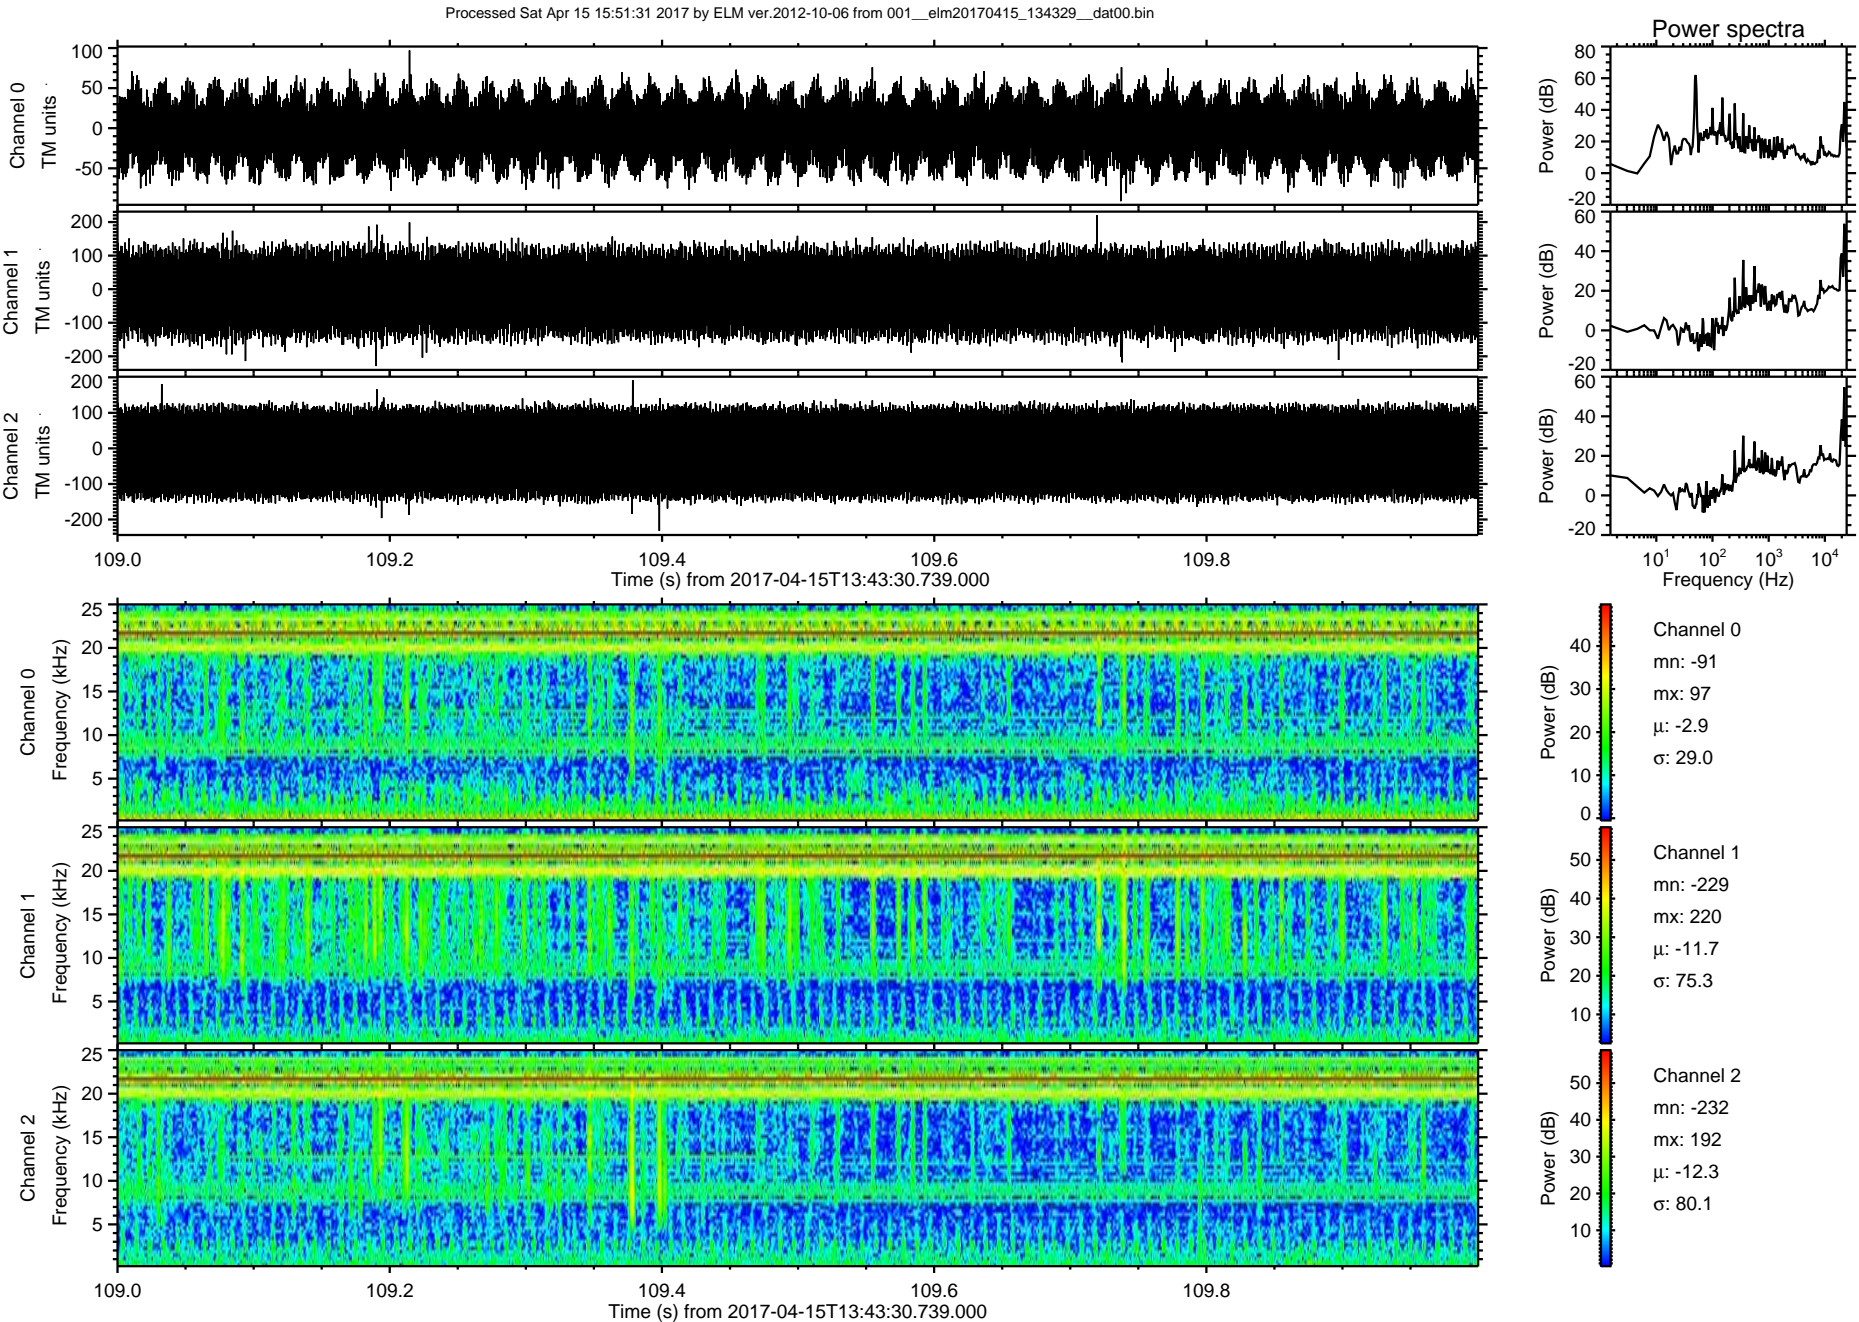 Processed Sat Apr 15 15:51:31 2017 by ELM ver.2012-10-06 from 001__elm20170415_134329__dat00.bin
Power spectra
Channel 0
TM units
100
50
0
-50
Power (dB)
80
60
40
20
0
-20
Channel 1
TM units
200
100
0
-100
-200
Power (dB)
60
40
20
0
-20
Channel 2
TM units
200
100
0
-100
-200
Power (dB)
60
40
20
0
-20
109.0 109.2 109.4 109.6 109.8
Time (s) from 2017-04-15T13:43:30.739.000
10¹ 10² 10³ 10⁴
Frequency (Hz)
Channel 0
Frequency (kHz)
25
20
15
10
5
Power (dB)
40
30
20
10
0
Channel 0
mn: -91
mx: 97
µ: -2.9
σ: 29.0
Channel 1
Frequency (kHz)
25
20
15
10
5
Power (dB)
50
40
30
20
10
Channel 1
mn: -229
mx: 220
µ: -11.7
σ: 75.3
Channel 2
Frequency (kHz)
25
20
15
10
5
Power (dB)
50
40
30
20
10
Channel 2
mn: -232
mx: 192
µ: -12.3
σ: 80.1
109.0 109.2 109.4 109.6 109.8
Time (s) from 2017-04-15T13:43:30.739.000